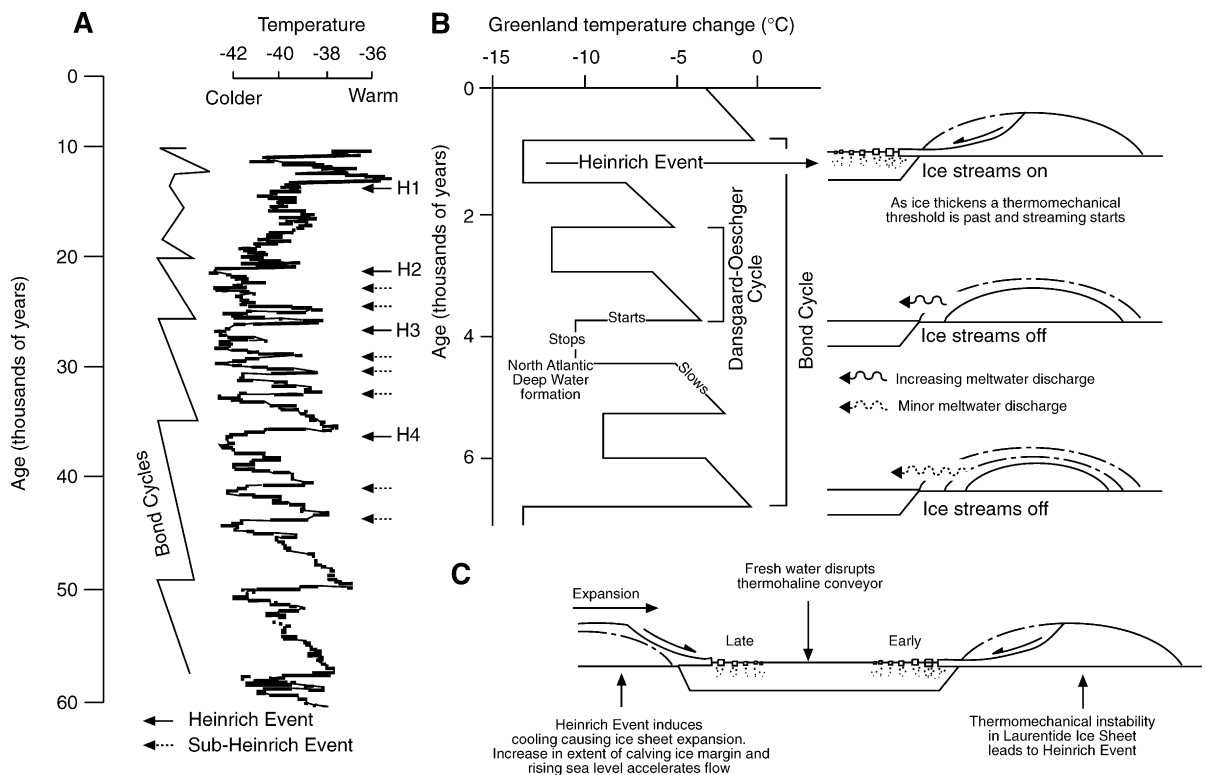 A
Temperature
-42 -40 -38 -36
Colder Warm
Age (thousands of years)
0
10
20
30
40
50
60
Bond Cycles
H1
H2
H3
H4
Heinrich Event
Sub-Heinrich Event
B
Greenland temperature change (°C)
-15 -10 -5 0
Age (thousands of years)
0
2
4
6
Heinrich Event
Starts
Stops
North Atlantic
Deep Water
formation
Slows
Dansgaard-Oeschger
Cycle
Bond Cycle
Ice streams on
As ice thickens a thermomechanical
threshold is past and streaming starts
Ice streams off
Increasing meltwater discharge
Minor meltwater discharge
Ice streams off
C
Fresh water disrupts
thermohaline conveyor
Expansion
Late
Early
Heinrich Event induces
cooling causing ice sheet expansion.
Increase in extent of calving ice margin and
rising sea level accelerates flow
Thermomechanical instability
in Laurentide Ice Sheet
leads to Heinrich Event